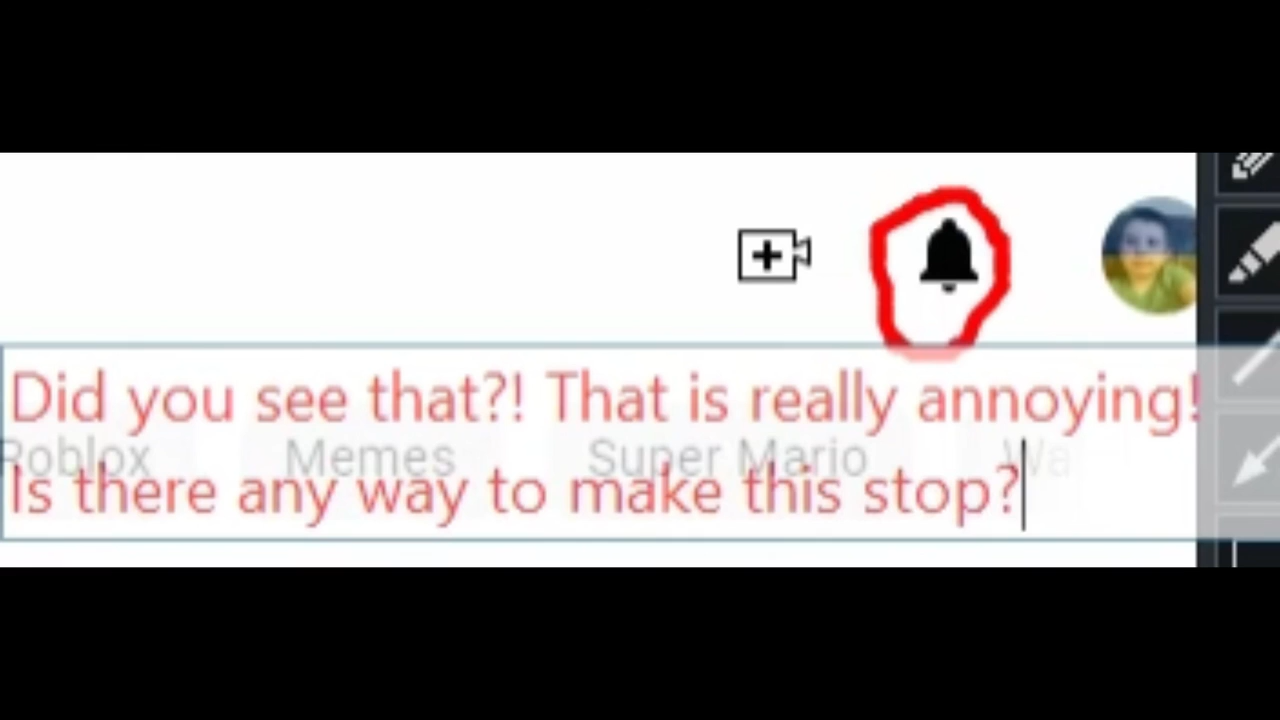 Did you see that?! That is really annoying!
Roblox Memes Super Mario
Is there any way to make this stop?